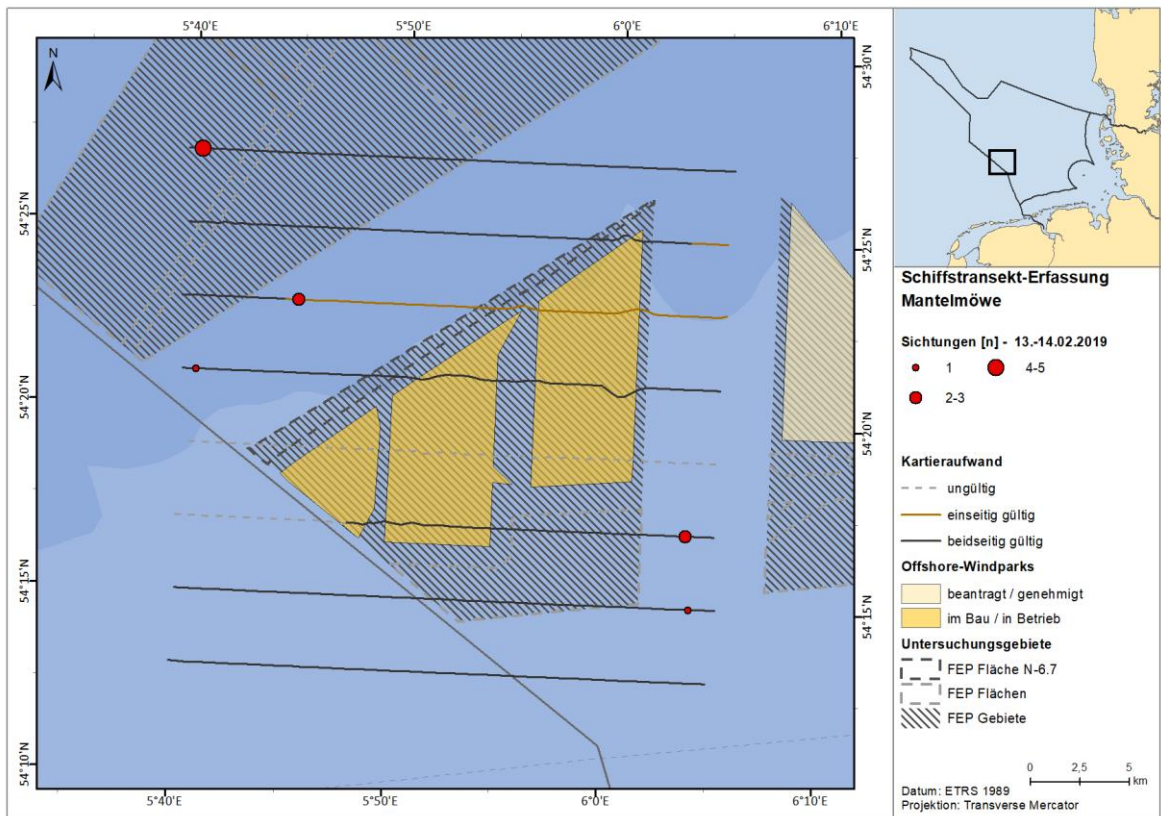 5°40'E
5°50'E
6°0'E
6°10'E
N
54°30'N
54°25'N
54°25'N
54°20'N
54°20'N
54°15'N
54°15'N
54°10'N
5°40'E
5°50'E
6°0'E
6°10'E
Schiffstransekt-Erfassung
Mantelmöwe
Sichtungen [n] - 13.-14.02.2019
1
4-5
2-3
Kartieraufwand
ungültig
einseitig gültig
beidseitig gültig
Offshore-Windparks
beantragt / genehmigt
im Bau / in Betrieb
Untersuchungsgebiete
FEP Fläche N-6.7
FEP Flächen
FEP Gebiete
0 2,5 5
km
Datum: ETRS 1989
Projektion: Transverse Mercator